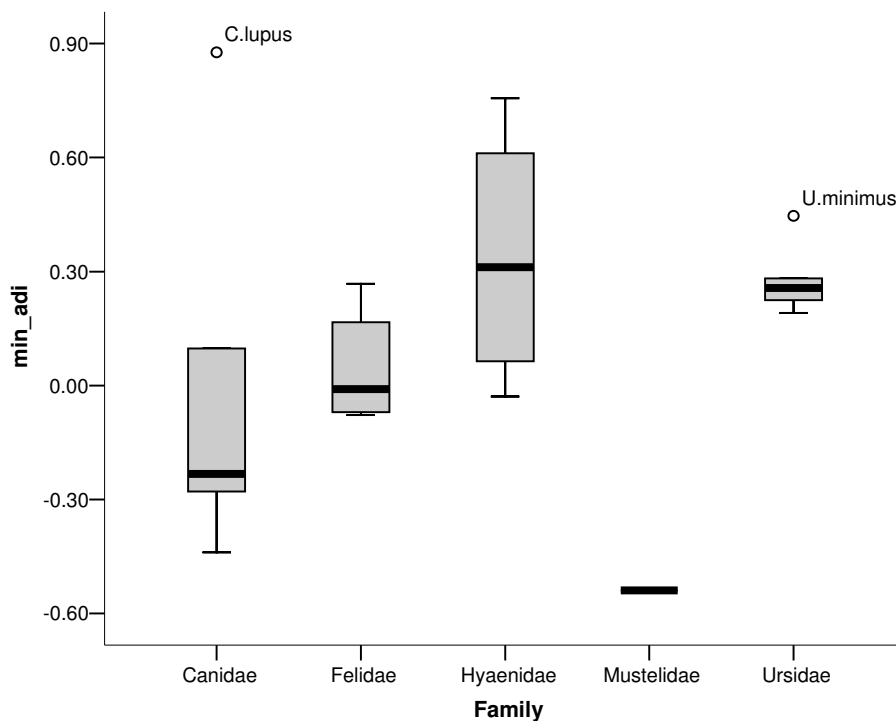 C.lupus
0.90
0.60
U.minimus
0.30
0.00
-0.30
-0.60
min_adi
Canidae Felidae Hyaenidae Mustelidae Ursidae
Family